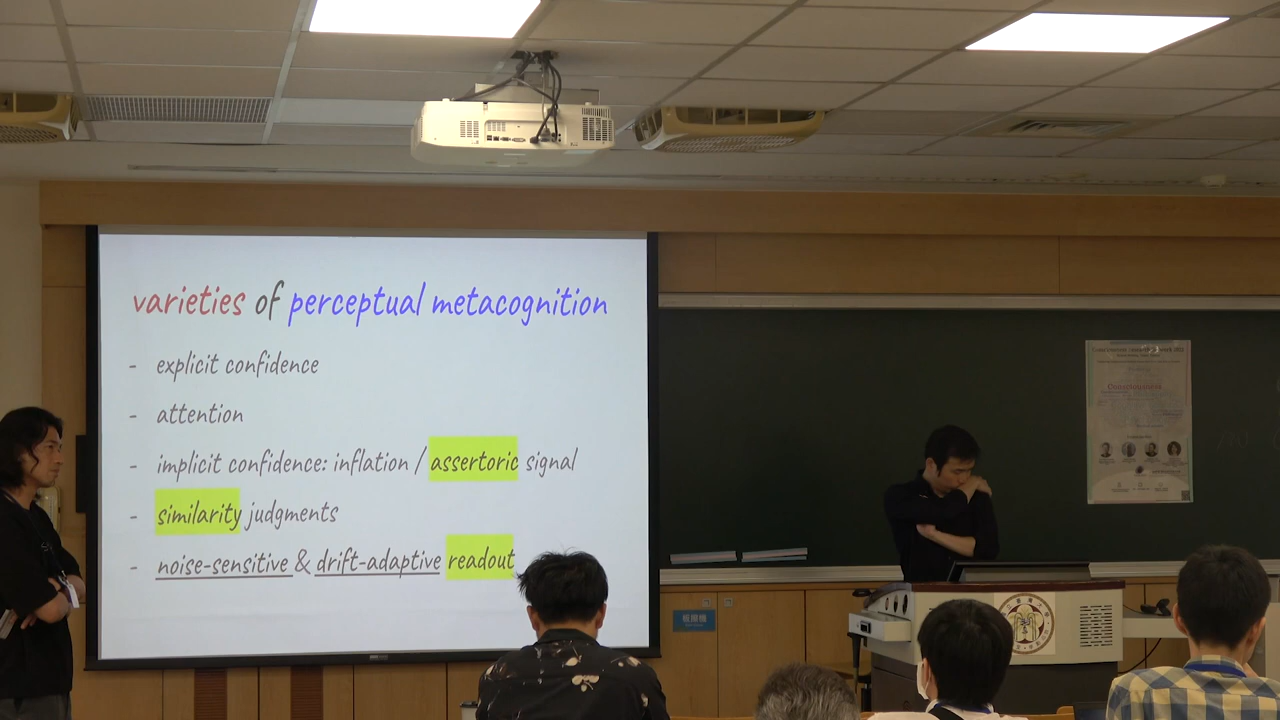 varieties of perceptual metacognition
- explicit confidence
- attention
- implicit confidence: inflation / assertoric signal
- similarity judgments
- noise-sensitive & drift-adaptive readout
Consciousness